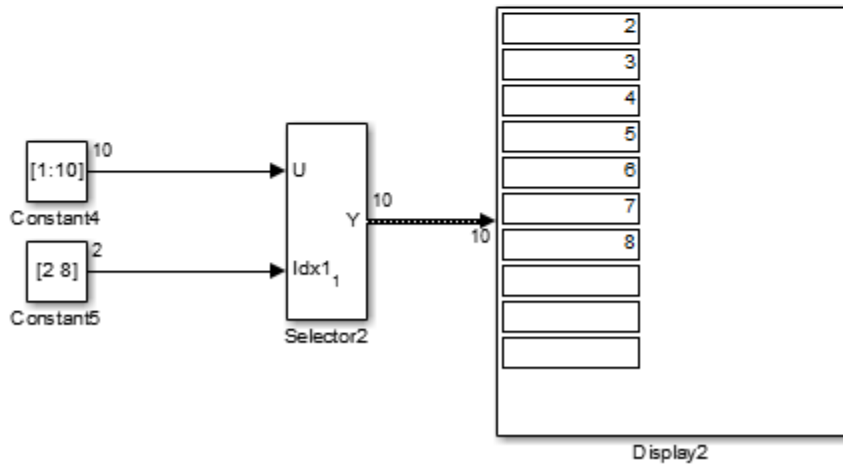 10
[1:10]
Constant4
2
[2 8]
Constant5
U
Idx1
1
Y
Selector2
10
10
2
3
4
5
6
7
8
Display2